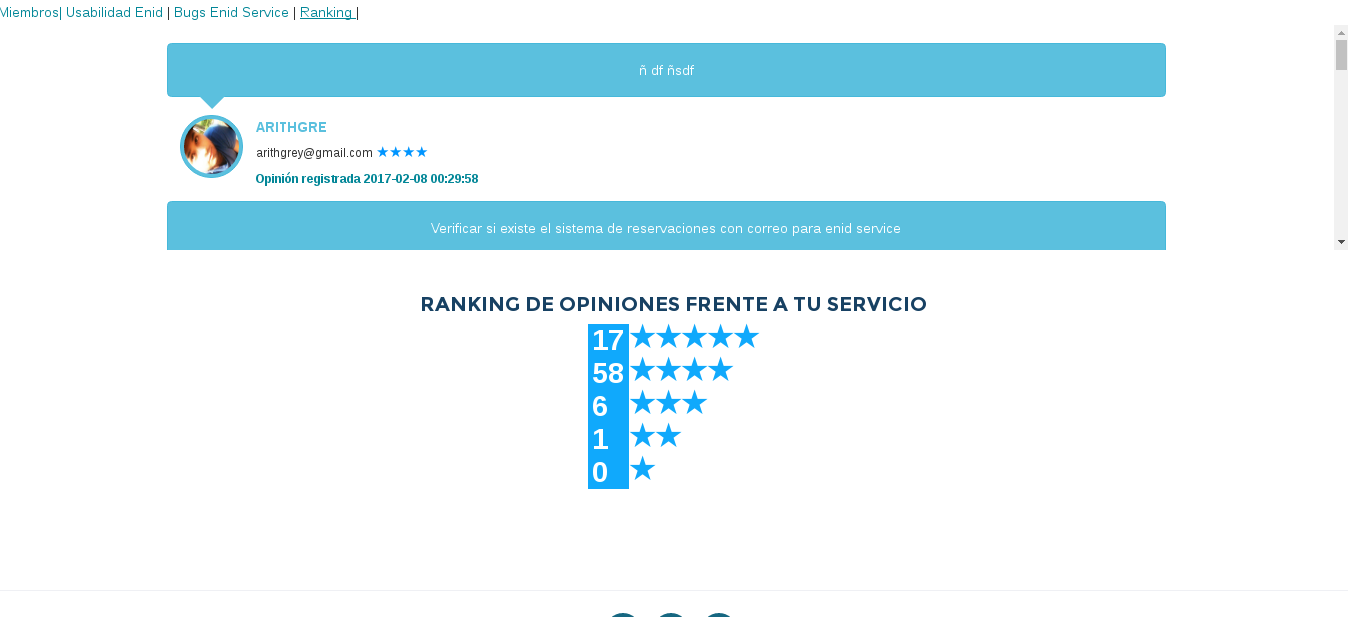 Miembros| Usabilidad Enid | Bugs Enid Service | Ranking |
ñ df ñsdf
ARITHGRE
arithgrey@gmail.com ★★★★
Opinión registrada 2017-02-08 00:29:58
Verificar si existe el sistema de reservaciones con correo para enid service
RANKING DE OPINIONES FRENTE A TU SERVICIO
17 ★★★★★
58 ★★★★
6 ★★★
1 ★★
0 ★